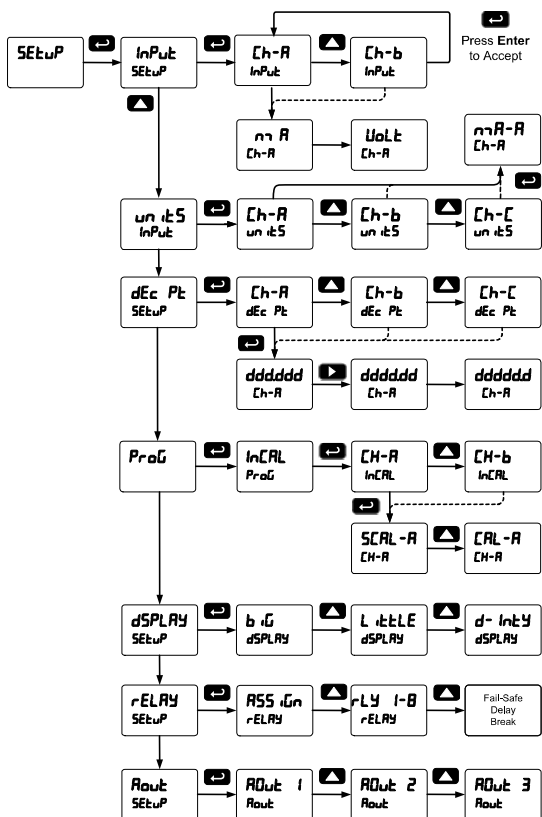 Press Enter
to Accept
SEtuP
InPut
SEtuP
Ch-A
InPut
Ch-b
InPut
mA
Ch-A
VoLt
Ch-A
mA-A
Ch-A
unitS
InPut
Ch-A
unitS
Ch-b
unitS
Ch-C
unitS
dEc Pt
SEtuP
Ch-A
dEc Pt
Ch-b
dEc Pt
Ch-C
dEc Pt
ddd.ddd
Ch-A
dddd.dd
Ch-A
ddddd.d
Ch-A
ProG
InCAL
ProG
CH-A
InCAL
CH-b
InCAL
SCAL-A
CH-A
CAL-A
CH-A
dSPLAY
SEtuP
biG
dSPLAY
LittLE
dSPLAY
d-IntY
dSPLAY
rELAY
SEtuP
ASSiGn
rELAY
rLY 1-8
rELAY
Fail-Safe
Delay
Break
Aout
SEtuP
AOut 1
Aout
AOut 2
Aout
AOut 3
Aout